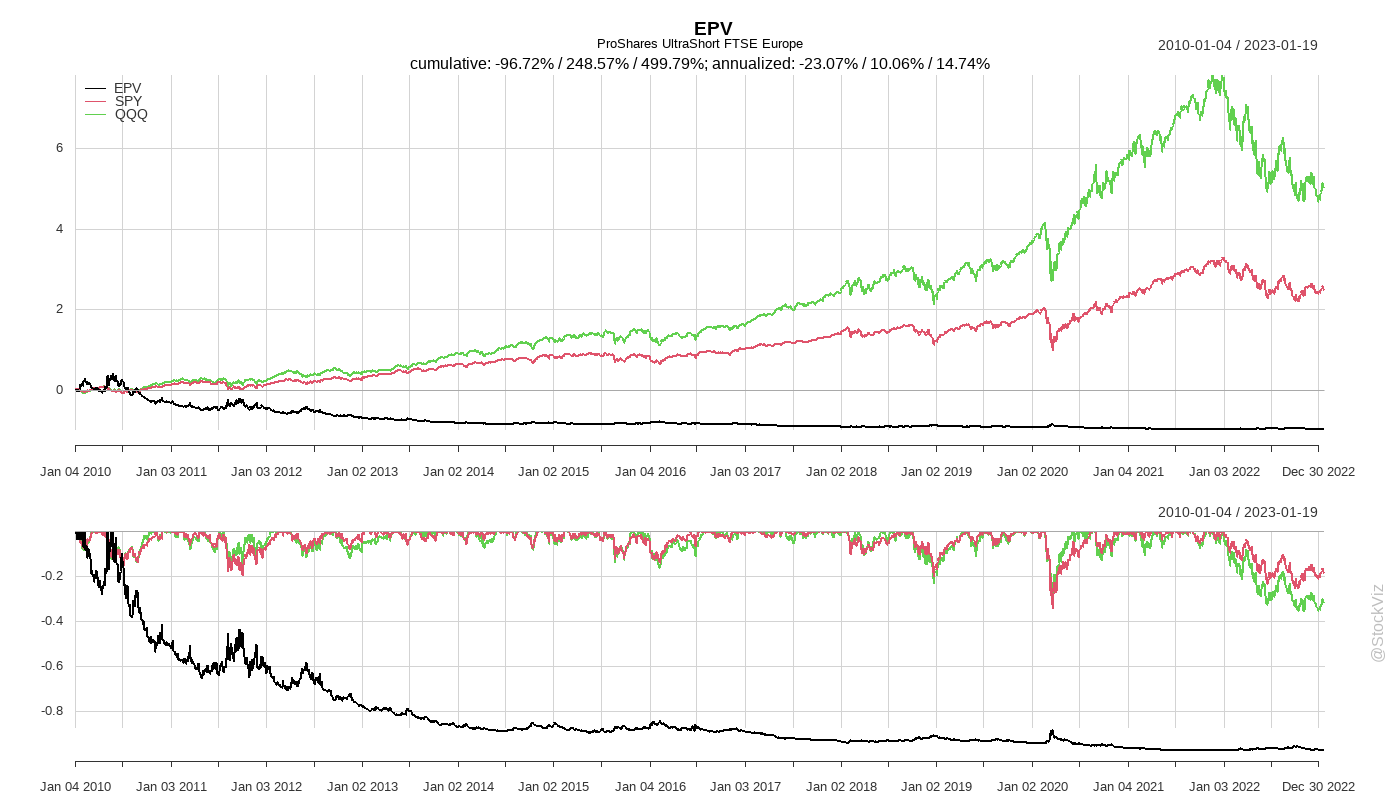 EPV
ProShares UltraShort FTSE Europe
2010-01-04 / 2023-01-19
cumulative: -96.72% / 248.57% / 499.79%; annualized: -23.07% / 10.06% / 14.74%
EPV
SPY
QQQ
6
4
2
0
Jan 04 2010 Jan 03 2011 Jan 03 2012 Jan 02 2013 Jan 02 2014 Jan 02 2015 Jan 04 2016 Jan 03 2017 Jan 02 2018 Jan 02 2019 Jan 02 2020 Jan 04 2021 Jan 03 2022 Dec 30 2022
2010-01-04 / 2023-01-19
-0.2
-0.4
-0.6
-0.8
Jan 04 2010 Jan 03 2011 Jan 03 2012 Jan 02 2013 Jan 02 2014 Jan 02 2015 Jan 04 2016 Jan 03 2017 Jan 02 2018 Jan 02 2019 Jan 02 2020 Jan 04 2021 Jan 03 2022 Dec 30 2022
@StockViz